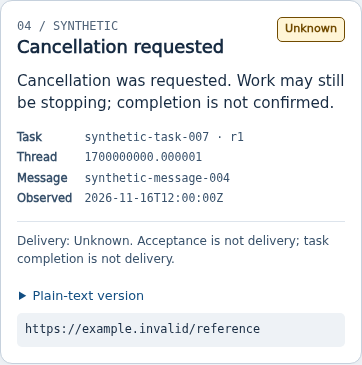 04 / SYNTHETIC
Unknown
Cancellation requested
Cancellation was requested. Work may still
be stopping; completion is not confirmed.
Task synthetic-task-007 · r1
Thread 1700000000.000001
Message synthetic-message-004
Observed 2026-11-16T12:00:00Z
Delivery: Unknown. Acceptance is not delivery; task
completion is not delivery.
Plain-text version
https://example.invalid/reference